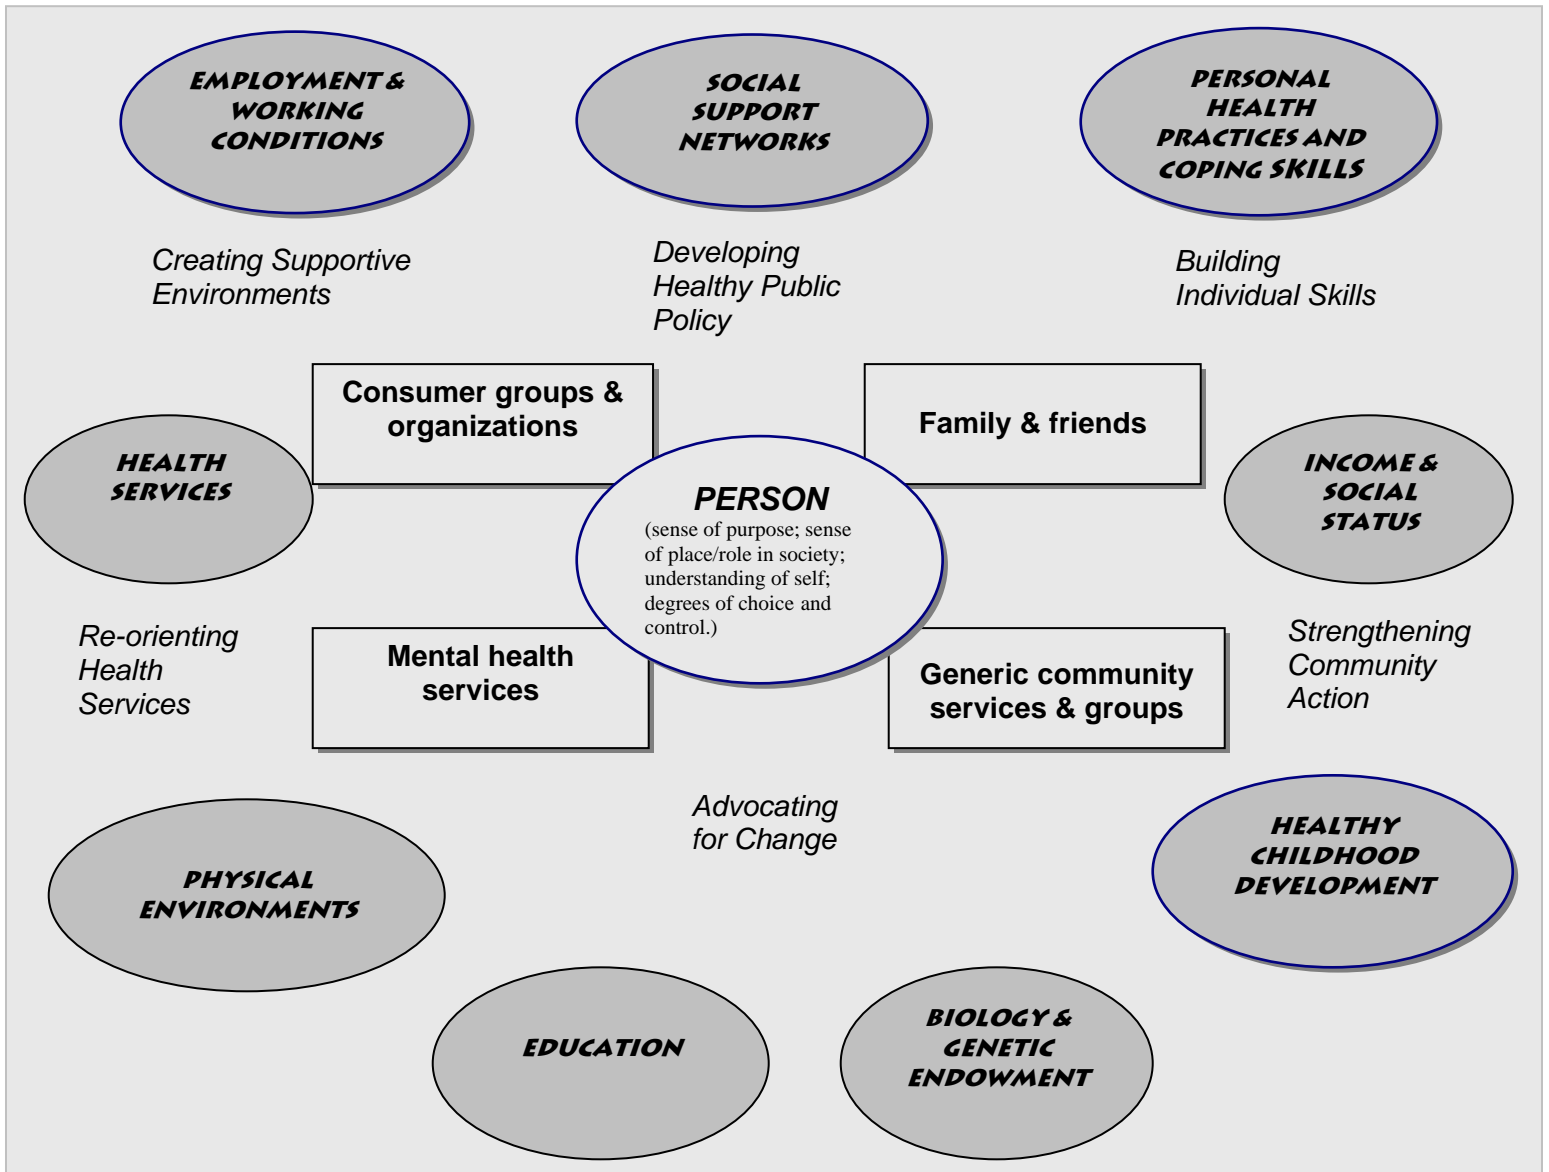 EMPLOYMENT &
WORKING
CONDITIONS
SOCIAL
SUPPORT
NETWORKS
PERSONAL
HEALTH
PRACTICES AND
COPING SKILLS
Creating Supportive
Environments
Developing
Healthy Public
Policy
Building
Individual Skills
Consumer groups &
organizations
Family & friends
HEALTH
SERVICES
PERSON
(sense of purpose; sense
of place/role in society;
understanding of self;
degrees of choice and
control.)
INCOME &
SOCIAL
STATUS
Re-orienting
Health
Services
Mental health
services
Generic community
services & groups
Strengthening
Community
Action
Advocating
for Change
PHYSICAL
ENVIRONMENTS
HEALTHY
CHILDHOOD
DEVELOPMENT
EDUCATION
BIOLOGY &
GENETIC
ENDOWMENT